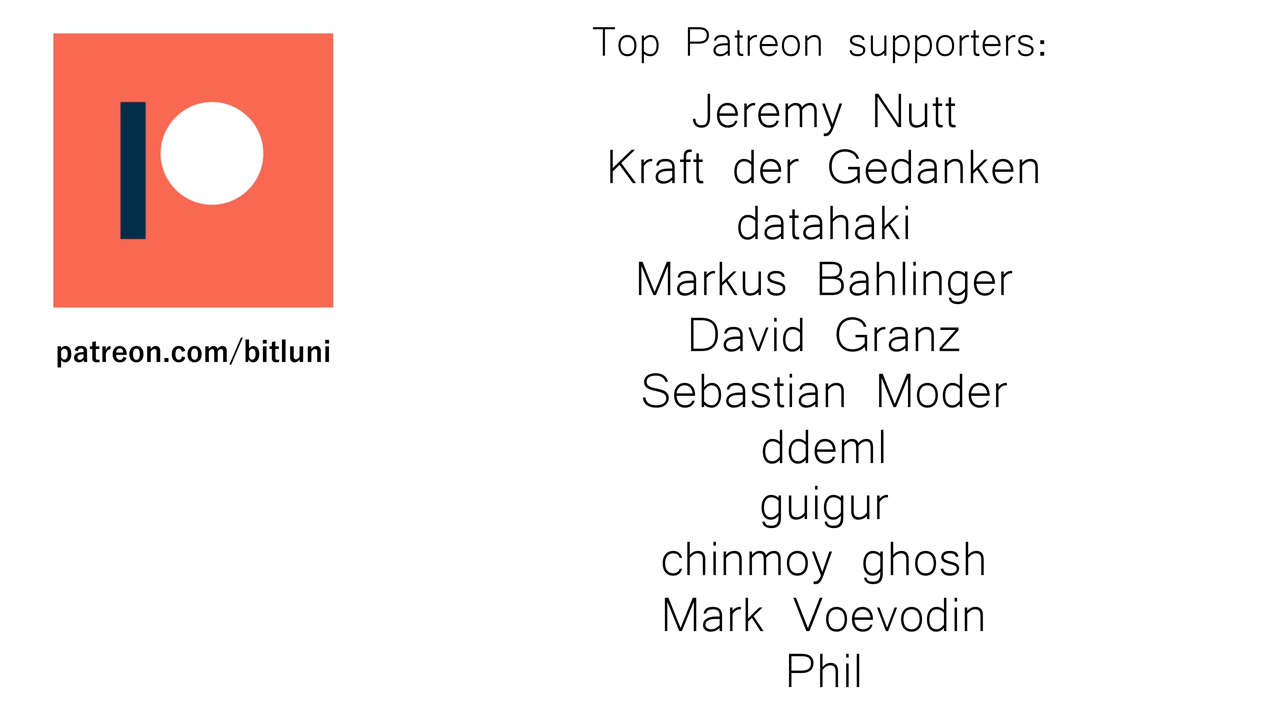 patreon.com/bitluni
Top Patreon supporters:
Jeremy Nutt
Kraft der Gedanken
datahaki
Markus Bahlinger
David Granz
Sebastian Moder
ddeml
guigur
chinmoy ghosh
Mark Voevodin
Phil